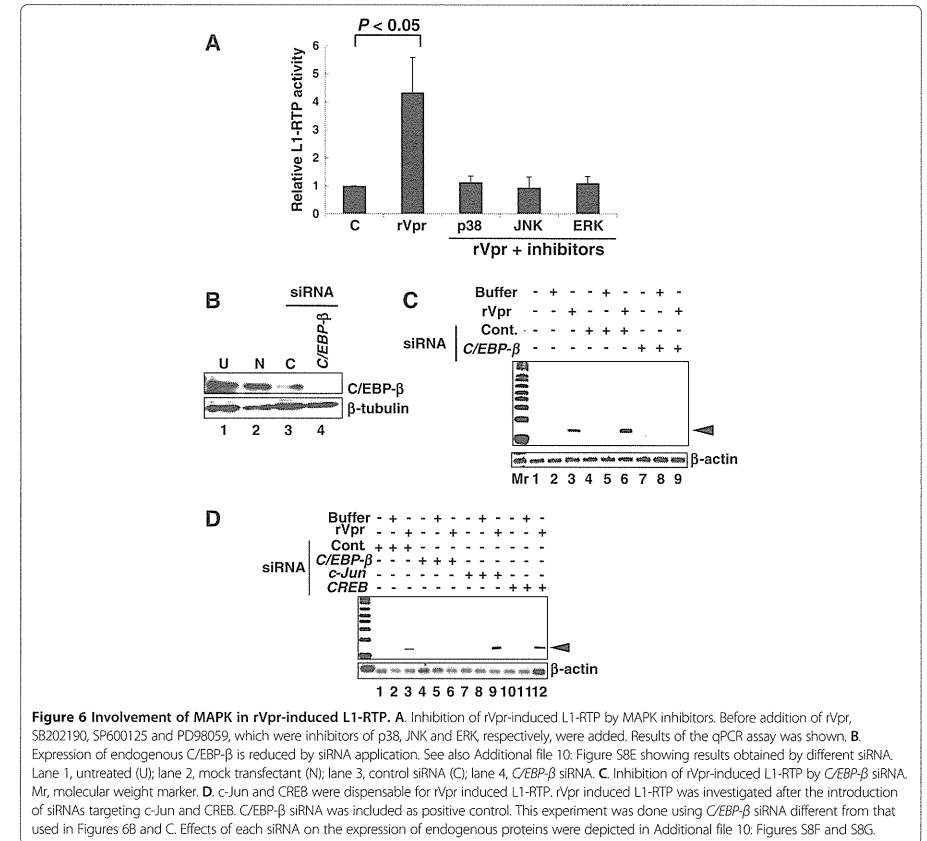 A
P < 0.05
Relative L1-RTP activity
6
5
4
3
2
1
0
C rVpr p38 JNK ERK
rVpr + inhibitors
B
siRNA
U N C C/EBP-β
C/EBP-β
β-tubulin
1 2 3 4
C
Buffer - + - - + - - + -
rVpr - - + - - + - - +
siRNA
Cont. - - - + + + - - -
C/EBP-β - - - - - - + + +
β-actin
Mr 1 2 3 4 5 6 7 8 9
D
Buffer - + - - + - - + - - + -
rVpr - - + - - + - - + - - +
siRNA
Cont. + + + - - - - - - - - -
C/EBP-β - - - + + + - - - - - -
c-Jun - - - - - - + + + - - -
CREB - - - - - - - - - + + +
β-actin
1 2 3 4 5 6 7 8 9 10 11 12
Figure 6 Involvement of MAPK in rVpr-induced L1-RTP. A. Inhibition of rVpr-induced L1-RTP by MAPK inhibitors. Before addition of rVpr,
SB202190, SP600125 and PD98059, which were inhibitors of p38, JNK and ERK, respectively, were added. Results of the qPCR assay was shown. B.
Expression of endogenous C/EBP-β is reduced by siRNA application. See also Additional file 10: Figure S8E showing results obtained by different siRNA.
Lane 1, untreated (U); lane 2, mock transfectant (N); lane 3, control siRNA (C); lane 4, C/EBP-β siRNA. C. Inhibition of rVpr-induced L1-RTP by C/EBP-β siRNA.
Mr, molecular weight marker. D. c-Jun and CREB were dispensable for rVpr induced L1-RTP. rVpr induced L1-RTP was investigated after the introduction
of siRNAs targeting c-Jun and CREB. C/EBP-β siRNA was included as positive control. This experiment was done using C/EBP-β siRNA different from that
used in Figures 6B and C. Effects of each siRNA on the expression of endogenous proteins were depicted in Additional file 10: Figures S8F and S8G.